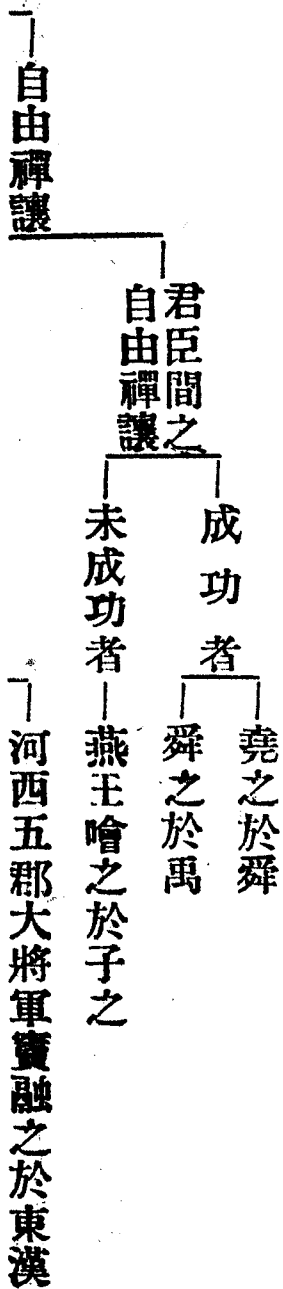 自由禪讓
君臣間之
自由禪讓
成功者
堯之於舜
舜之於禹
未成功者
燕王噲之於子之
河西五郡大將軍竇融之於東漢